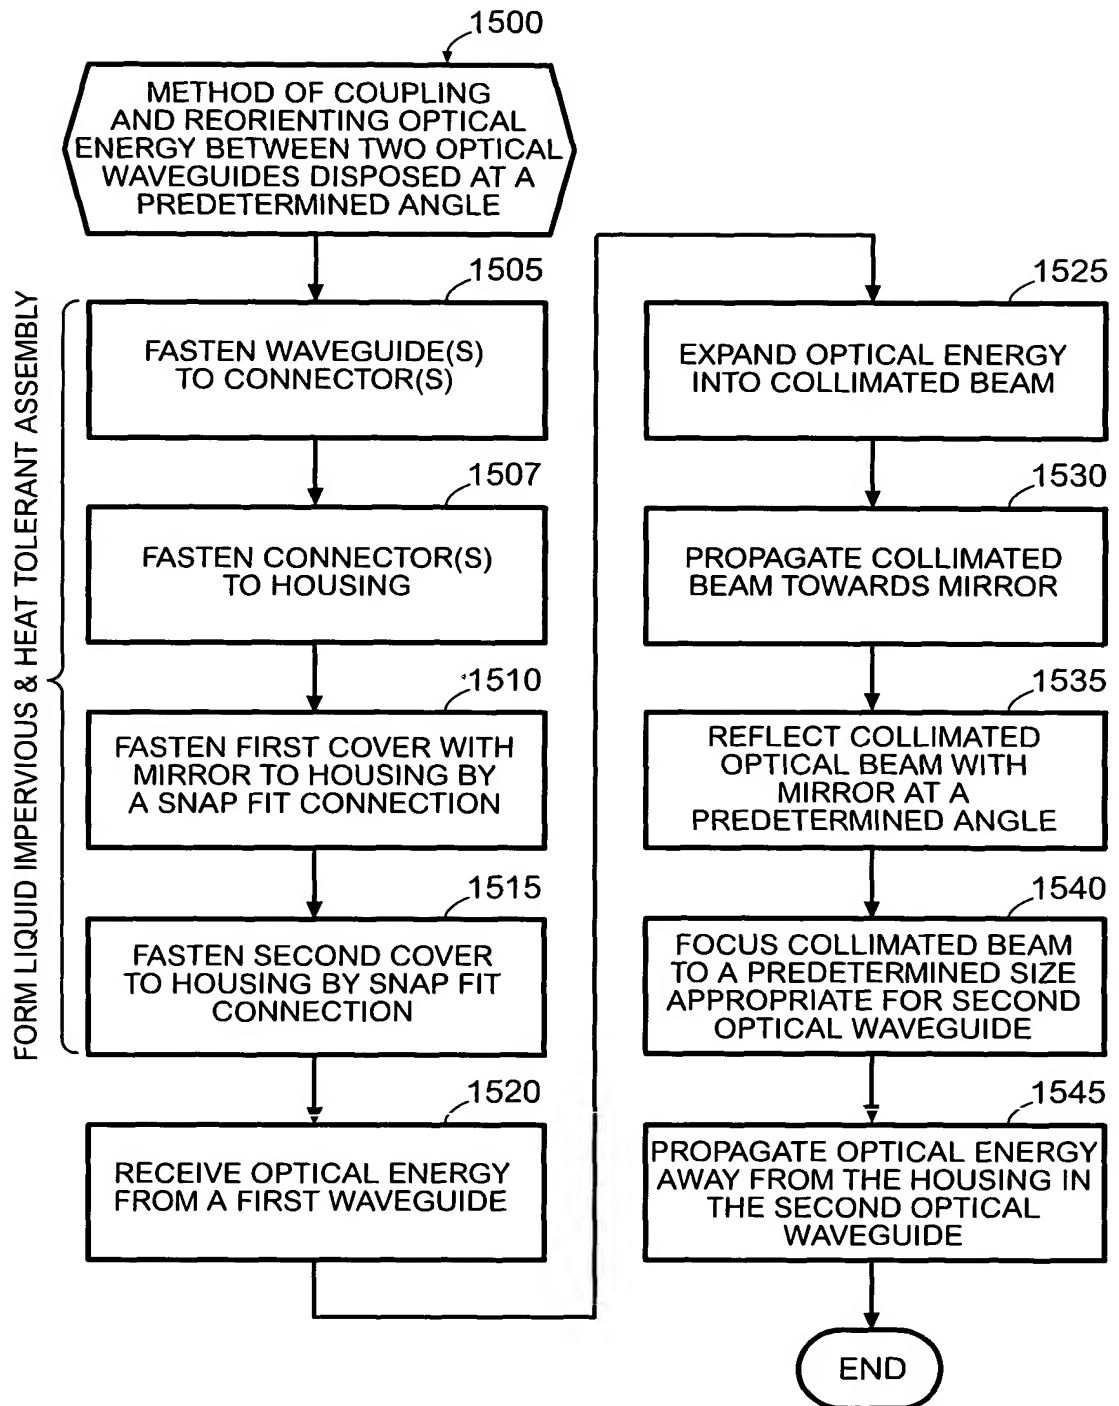 1500
METHOD OF COUPLING
AND REORIENTING OPTICAL
ENERGY BETWEEN TWO OPTICAL
WAVEGUIDES DISPOSED AT A
PREDETERMINED ANGLE
FORM LIQUID IMPERVIOUS & HEAT TOLERANT ASSEMBLY
1505
FASTEN WAVEGUIDE(S)
TO CONNECTOR(S)
1507
FASTEN CONNECTOR(S)
TO HOUSING
1510
FASTEN FIRST COVER WITH
MIRROR TO HOUSING BY
A SNAP FIT CONNECTION
1515
FASTEN SECOND COVER
TO HOUSING BY SNAP FIT
CONNECTION
1520
RECEIVE OPTICAL ENERGY
FROM A FIRST WAVEGUIDE
1525
EXPAND OPTICAL ENERGY
INTO COLLIMATED BEAM
1530
PROPAGATE COLLIMATED
BEAM TOWARDS MIRROR
1535
REFLECT COLLIMATED
OPTICAL BEAM WITH
MIRROR AT A
PREDETERMINED ANGLE
1540
FOCUS COLLIMATED BEAM
TO A PREDETERMINED SIZE
APPROPRIATE FOR SECOND
OPTICAL WAVEGUIDE
1545
PROPAGATE OPTICAL ENERGY
AWAY FROM THE HOUSING IN
THE SECOND OPTICAL
WAVEGUIDE
END